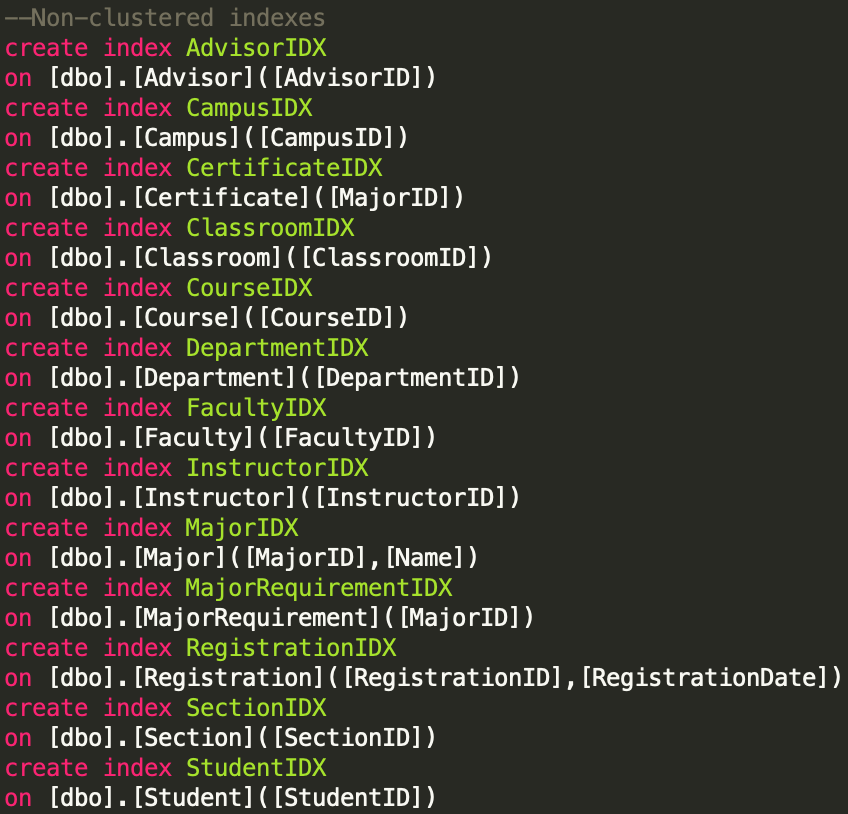 --Non-clustered indexes
create index AdvisorIDX
on [dbo].[Advisor]([AdvisorID])
create index CampusIDX
on [dbo].[Campus]([CampusID])
create index CertificateIDX
on [dbo].[Certificate]([MajorID])
create index ClassroomIDX
on [dbo].[Classroom]([ClassroomID])
create index CourseIDX
on [dbo].[Course]([CourseID])
create index DepartmentIDX
on [dbo].[Department]([DepartmentID])
create index FacultyIDX
on [dbo].[Faculty]([FacultyID])
create index InstructorIDX
on [dbo].[Instructor]([InstructorID])
create index MajorIDX
on [dbo].[Major]([MajorID],[Name])
create index MajorRequirementIDX
on [dbo].[MajorRequirement]([MajorID])
create index RegistrationIDX
on [dbo].[Registration]([RegistrationID],[RegistrationDate])
create index SectionIDX
on [dbo].[Section]([SectionID])
create index StudentIDX
on [dbo].[Student]([StudentID])